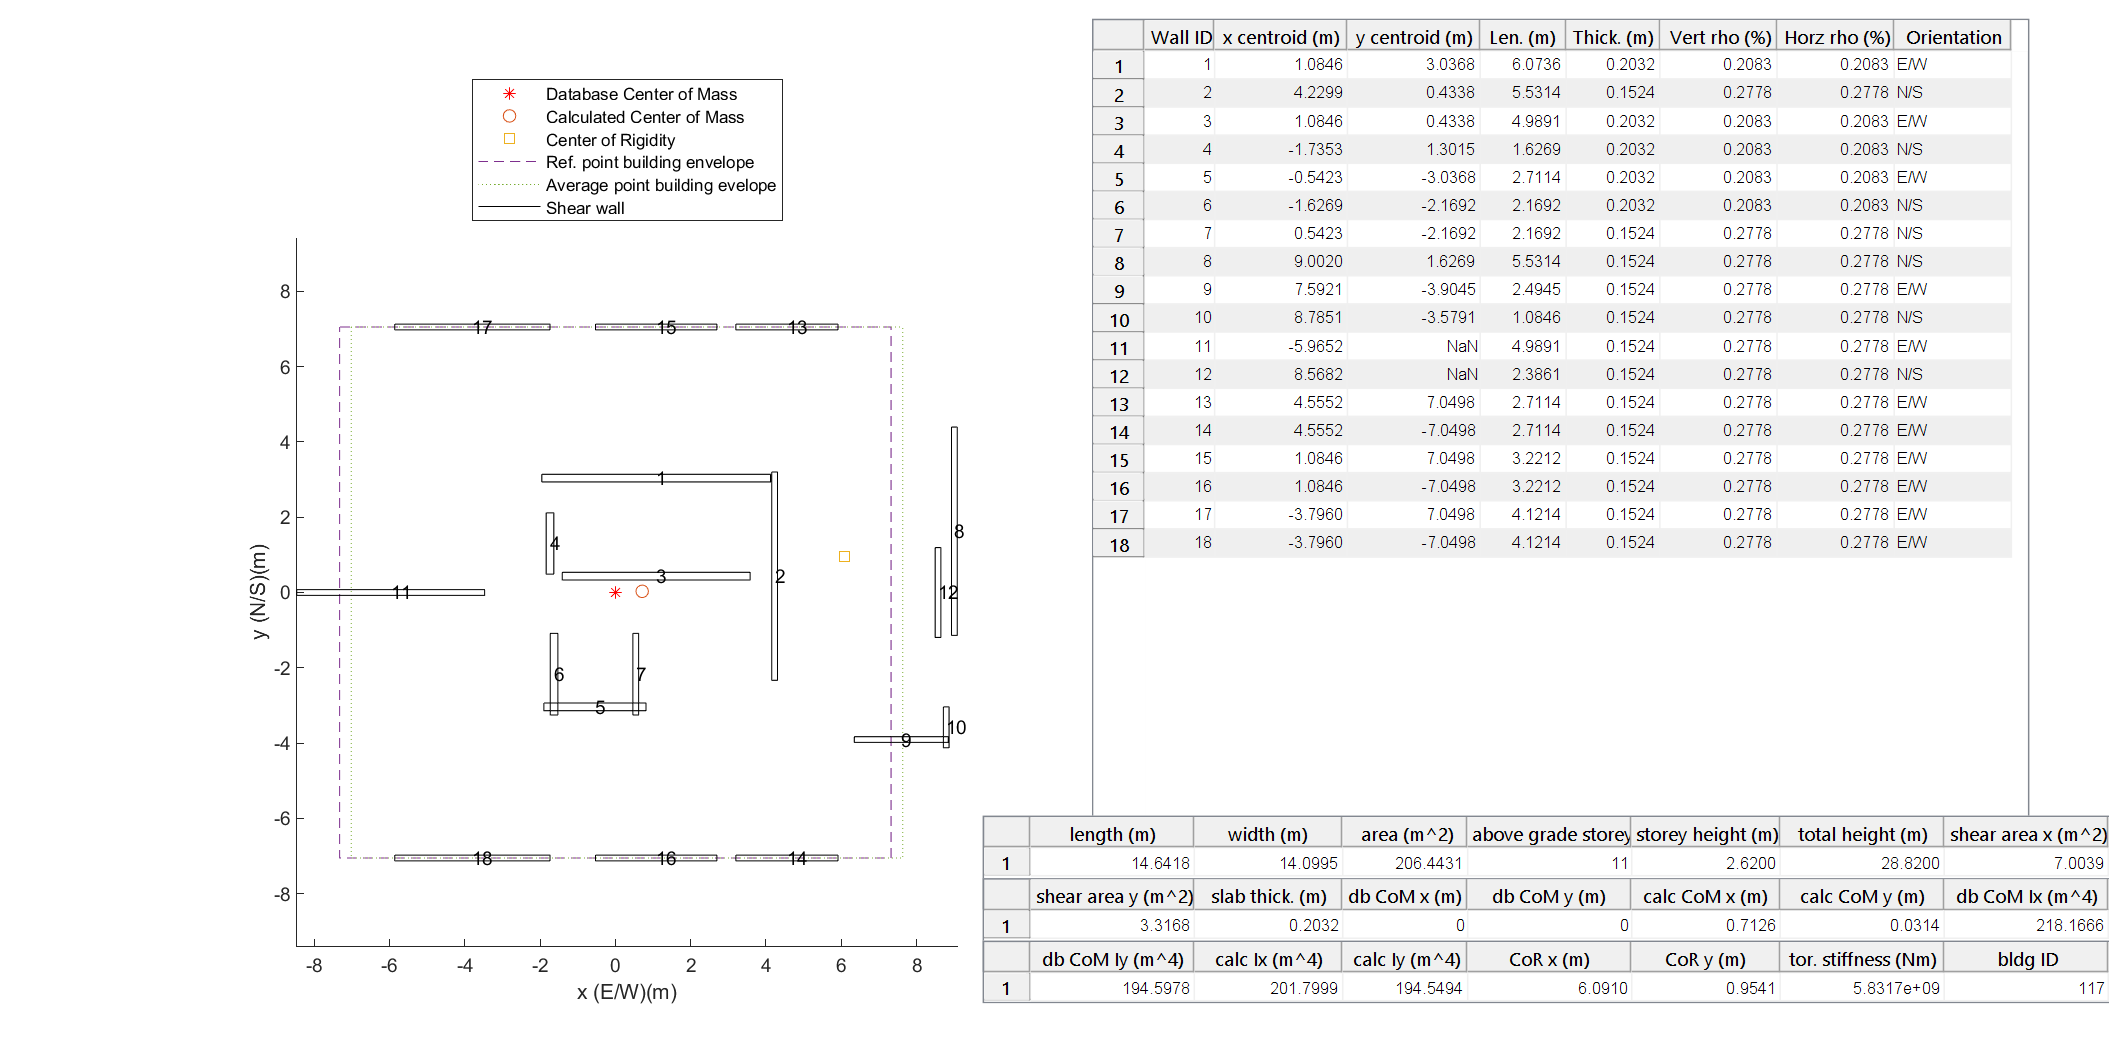 Database Center of Mass
Calculated Center of Mass
Center of Rigidity
Ref. point building envelope
Average point building evelope
Shear wall
8
6
4
2
0
-2
-4
-6
-8
y (N/S)(m)
-8 -6 -4 -2 0 2 4 6 8
x (E/W)(m)
17 15 13
1
8
4
3 2
11 12
6 7
5
10
9
18 16 14
Wall ID x centroid (m) y centroid (m) Len. (m) Thick. (m) Vert rho (%) Horz rho (%) Orientation
1 1 1.0846 3.0368 6.0736 0.2032 0.2083 0.2083 E/W
2 2 4.2299 0.4338 5.5314 0.1524 0.2778 0.2778 N/S
3 3 1.0846 0.4338 4.9891 0.2032 0.2083 0.2083 E/W
4 4 -1.7353 1.3015 1.6269 0.2032 0.2083 0.2083 N/S
5 5 -0.5423 -3.0368 2.7114 0.2032 0.2083 0.2083 E/W
6 6 -1.6269 -2.1692 2.1692 0.2032 0.2083 0.2083 N/S
7 7 0.5423 -2.1692 2.1692 0.1524 0.2778 0.2778 N/S
8 8 9.0020 1.6269 5.5314 0.1524 0.2778 0.2778 N/S
9 9 7.5921 -3.9045 2.4945 0.1524 0.2778 0.2778 E/W
10 10 8.7851 -3.5791 1.0846 0.1524 0.2778 0.2778 N/S
11 11 -5.9652 NaN 4.9891 0.1524 0.2778 0.2778 E/W
12 12 8.5682 NaN 2.3861 0.1524 0.2778 0.2778 N/S
13 13 4.5552 7.0498 2.7114 0.1524 0.2778 0.2778 E/W
14 14 4.5552 -7.0498 2.7114 0.1524 0.2778 0.2778 E/W
15 15 1.0846 7.0498 3.2212 0.1524 0.2778 0.2778 E/W
16 16 1.0846 -7.0498 3.2212 0.1524 0.2778 0.2778 E/W
17 17 -3.7960 7.0498 4.1214 0.1524 0.2778 0.2778 E/W
18 18 -3.7960 -7.0498 4.1214 0.1524 0.2778 0.2778 E/W
length (m) width (m) area (m^2) above grade storey storey height (m) total height (m) shear area x (m^2)
1 14.6418 14.0995 206.4431 11 2.6200 28.8200 7.0039
shear area y (m^2) slab thick. (m) db CoM x (m) db CoM y (m) calc CoM x (m) calc CoM y (m) db CoM Ix (m^4)
1 3.3168 0.2032 0 0 0.7126 0.0314 218.1666
db CoM Iy (m^4) calc Ix (m^4) calc Iy (m^4) CoR x (m) CoR y (m) tor. stiffness (Nm) bldg ID
1 194.5978 201.7999 194.5494 6.0910 0.9541 5.8317e+09 117